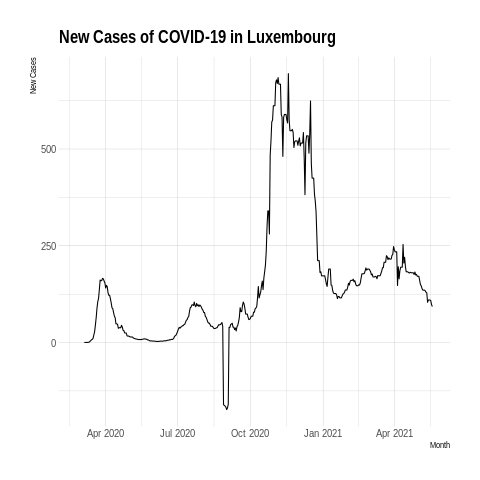 New Cases of COVID-19 in Luxembourg
New Cases
500
250
0
Apr 2020
Jul 2020
Oct 2020
Jan 2021
Apr 2021
Month